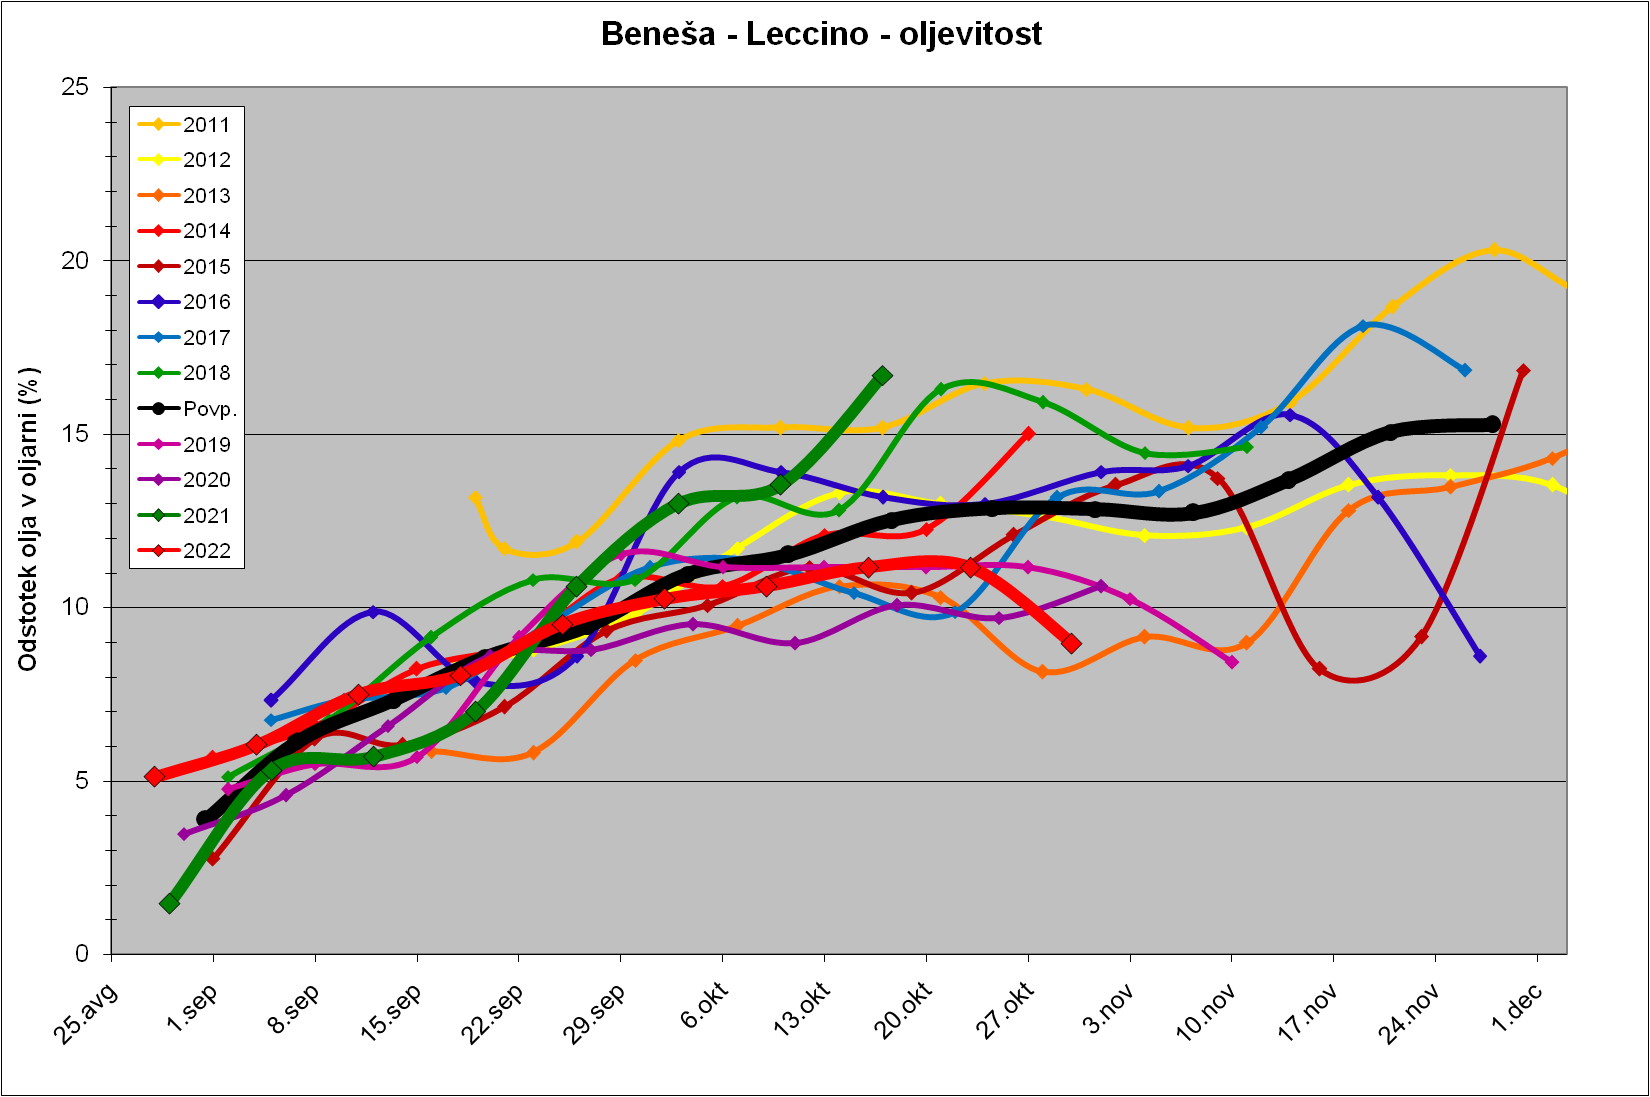 Beneša - Leccino - oljevitost
Odstotek olja v oljarni (%)
25
20
15
10
5
0
2011
2012
2013
2014
2015
2016
2017
2018
Povp.
2019
2020
2021
2022
25.avg
1.sep
8.sep
15.sep
22.sep
29.sep
6.okt
13.okt
20.okt
27.okt
3.nov
10.nov
17.nov
24.nov
1.dec